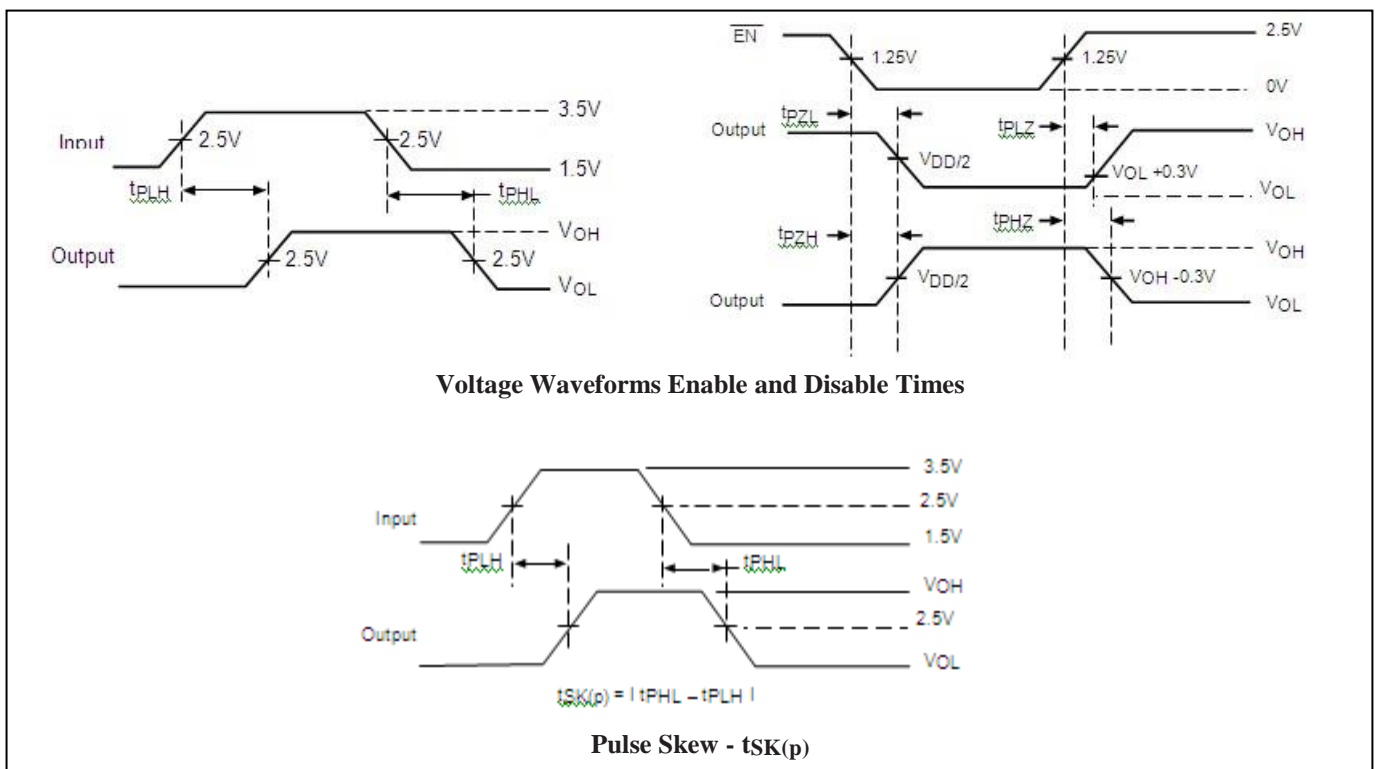 Input
2.5V
2.5V
3.5V
1.5V
tPLH
tPHL
Output
2.5V
2.5V
VOH
VOL
EN
1.25V
1.25V
2.5V
0V
tPZL
tPLZ
Output
VDD/2
VOL +0.3V
VOH
VOL
tPZH
tPHZ
Output
VDD/2
VOH -0.3V
VOH
VOL
Voltage Waveforms Enable and Disable Times
Input
3.5V
2.5V
1.5V
tPLH
tPHL
Output
VOH
2.5V
VOL
tSK(p) = | tPHL – tPLH |
Pulse Skew - tSK(p)